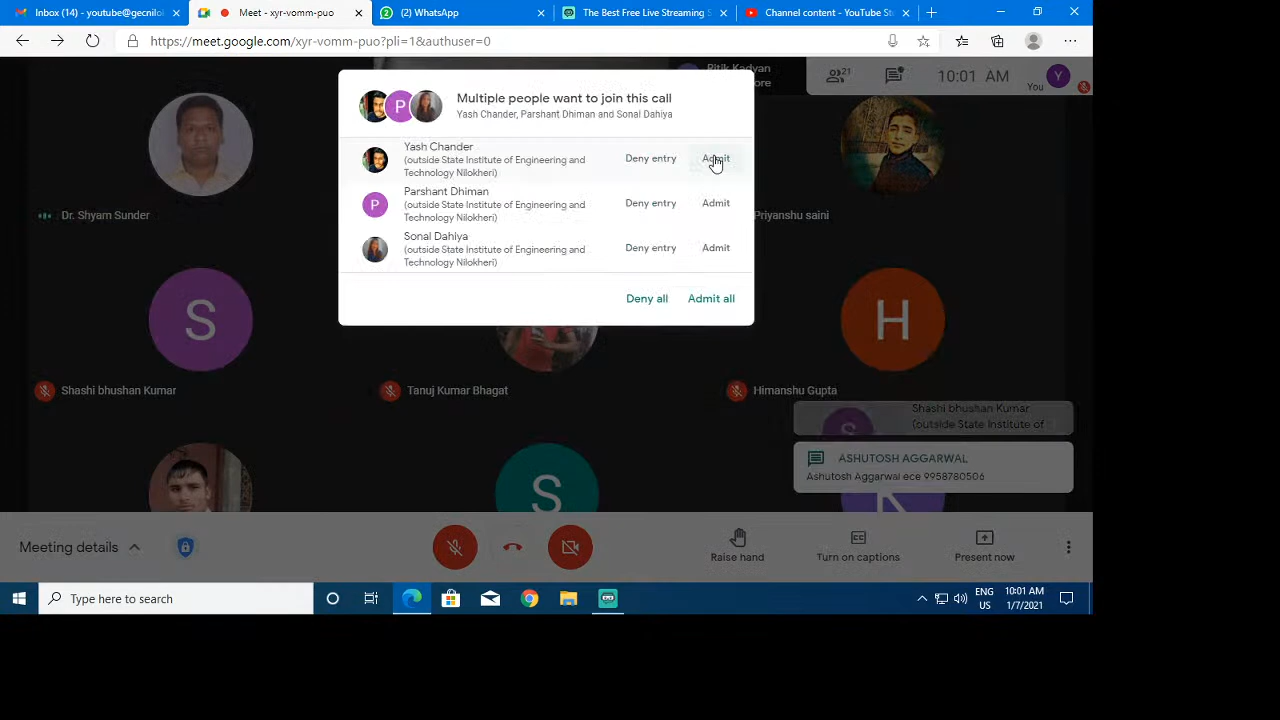 Inbox (14) - youtube@gecnilo
Meet - xyr-vomm-puo
(2) WhatsApp
The Best Free Live Streaming S
Channel content - YouTube St
https://meet.google.com/xyr-vomm-puo?pli=1&authuser=0
Ritik Kadyan
ore
21
10:01 AM
Y
You
P
Multiple people want to join this call
Yash Chander, Parshant Dhiman and Sonal Dahiya
Yash Chander
(outside State Institute of Engineering and
Technology Nilokheri)
Deny entry
Admit
P
Parshant Dhiman
(outside State Institute of Engineering and
Technology Nilokheri)
Deny entry
Admit
Sonal Dahiya
(outside State Institute of Engineering and
Technology Nilokheri)
Deny entry
Admit
Deny all
Admit all
Dr. Shyam Sunder
Priyanshu saini
S
H
Shashi bhushan Kumar
Tanuj Kumar Bhagat
Himanshu Gupta
S
Shashi bhushan Kumar
(outside State Institute of
ASHUTOSH AGGARWAL
Ashutosh Aggarwal ece 9958780506
S
K
Meeting details
Raise hand
CC
Turn on captions
Present now
Type here to search
ENG
US
10:01 AM
1/7/2021